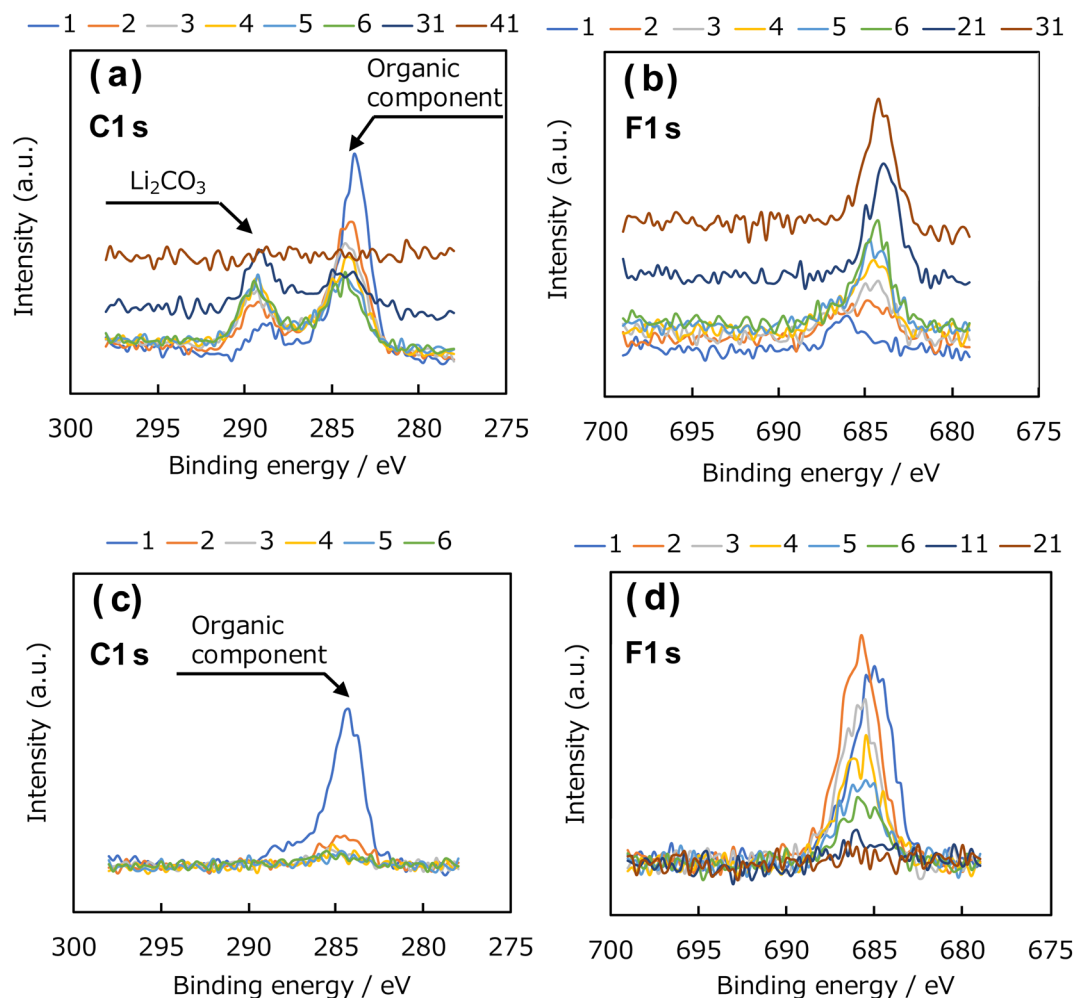 1 2 3 4 5 6 31 41
(a)
C1s
Organic
component
Li₂CO₃
Intensity (a.u.)
300 295 290 285 280 275
Binding energy / eV
1 2 3 4 5 6 21 31
(b)
F1s
Intensity (a.u.)
700 695 690 685 680 675
Binding energy / eV
1 2 3 4 5 6
(c)
C1s
Organic
component
Intensity (a.u.)
300 295 290 285 280 275
Binding energy / eV
1 2 3 4 5 6 11 21
(d)
F1s
Intensity (a.u.)
700 695 690 685 680 675
Binding energy / eV